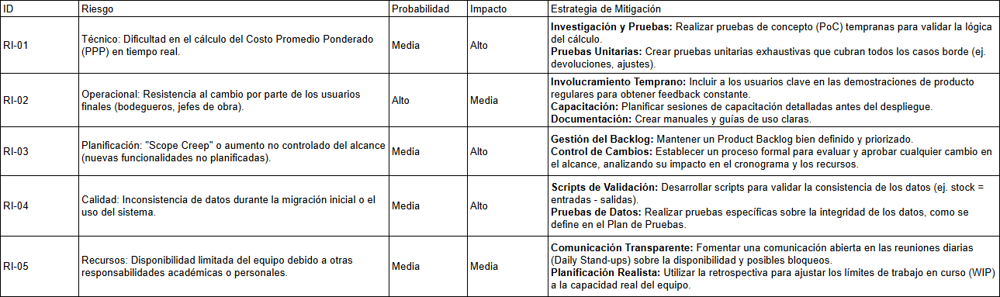 ID Riesgo Probabilidad Impacto Estrategia de Mitigación
RI-01
Técnico: Dificultad en el cálculo del Costo Promedio Ponderado
(PPP) en tiempo real.
Media
Alto
Investigación y Pruebas: Realizar pruebas de concepto (PoC) tempranas para validar la lógica
del cálculo.
Pruebas Unitarias: Crear pruebas unitarias exhaustivas que cubran todos los casos borde (ej.
devoluciones, ajustes).
RI-02
Operacional: Resistencia al cambio por parte de los usuarios
finales (bodegueros, jefes de obra).
Alto
Media
Involucramiento Temprano: Incluir a los usuarios clave en las demostraciones de producto
regulares para obtener feedback constante.
Capacitación: Planificar sesiones de capacitación detalladas antes del despliegue.
Documentación: Crear manuales y guías de uso claras.
RI-03
Planificación: "Scope Creep" o aumento no controlado del alcance
(nuevas funcionalidades no planificadas).
Media
Alto
Gestión del Backlog: Mantener un Product Backlog bien definido y priorizado.
Control de Cambios: Establecer un proceso formal para evaluar y aprobar cualquier cambio en
el alcance, analizando su impacto en el cronograma y los recursos.
RI-04
Calidad: Inconsistencia de datos durante la migración inicial o el
uso del sistema.
Media
Alto
Scripts de Validación: Desarrollar scripts para validar la consistencia de los datos (ej. stock =
entradas - salidas).
Pruebas de Datos: Realizar pruebas específicas sobre la integridad de los datos, como se
define en el Plan de Pruebas.
RI-05
Recursos: Disponibilidad limitada del equipo debido a otras
responsabilidades académicas o personales.
Media
Media
Comunicación Transparente: Fomentar una comunicación abierta en las reuniones diarias
(Daily Stand-ups) sobre la disponibilidad y posibles bloqueos.
Planificación Realista: Utilizar la retrospectiva para ajustar los límites de trabajo en curso (WIP)
a la capacidad real del equipo.